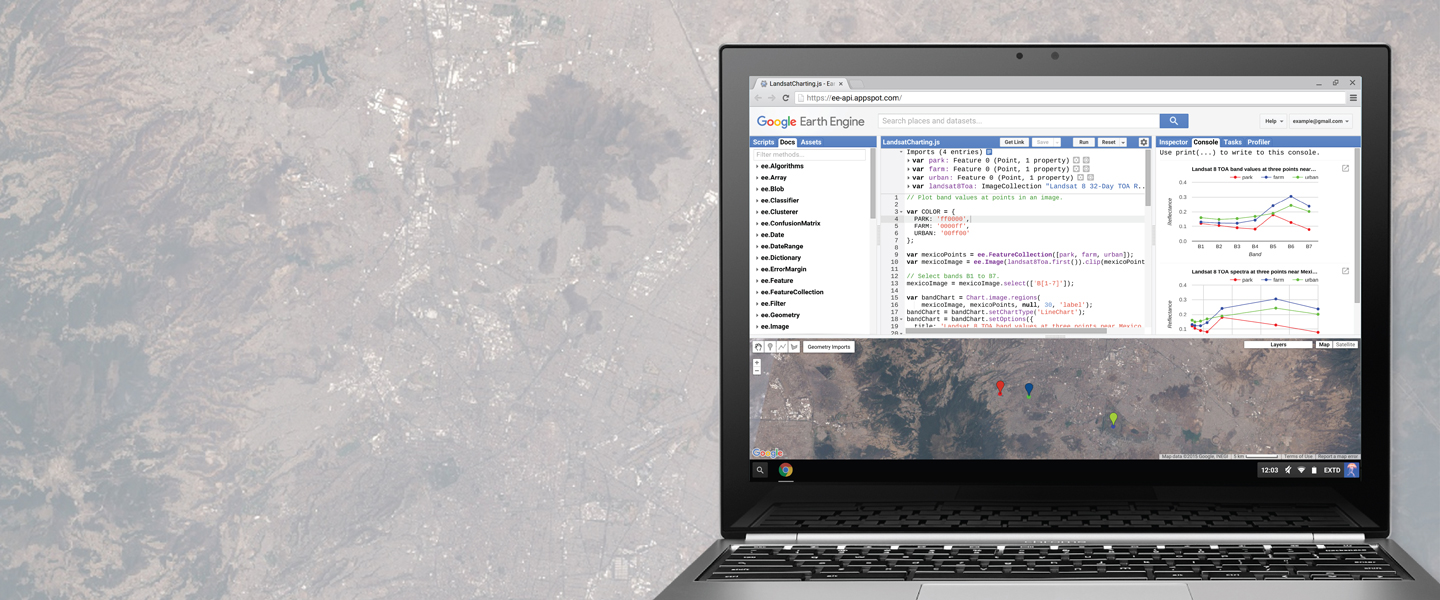 LandsatCharting.js - Ea
https://ee-api.appspot.com/
Google Earth Engine
Search places and datasets...
Help
example@gmail.com
Scripts Docs Assets
Filter methods...
ee.Algorithms
ee.Array
ee.Blob
ee.Classifier
ee.Clusterer
ee.ConfusionMatrix
ee.Date
ee.DateRange
ee.Dictionary
ee.ErrorMargin
ee.Feature
ee.FeatureCollection
ee.Filter
ee.Geometry
ee.Image
LandsatCharting.js Get Link Save Run Reset
Imports (4 entries)
var park: Feature 0 (Point, 1 property)
var farm: Feature 0 (Point, 1 property)
var urban: Feature 0 (Point, 1 property)
var landsat8Toa: ImageCollection "Landsat 8 32-Day TOA R..
1 // Plot band values at points in an image.
2
3 var COLOR = {
4 PARK: 'ff0000',
5 FARM: '0000ff',
6 URBAN: '00ff00'
7 };
8
9 var mexicoPoints = ee.FeatureCollection([park, farm, urban]);
10 var mexicoImage = ee.Image(landsat8Toa.first()).clip(mexicoPoint
11
12 // Select bands B1 to B7.
13 mexicoImage = mexicoImage.select(['B[1-7]']);
14
15 var bandChart = Chart.image.regions(
16 mexicoImage, mexicoPoints, null, 30, 'label');
17 bandChart = bandChart.setChartType('LineChart');
18 bandChart = bandChart.setOptions({
19 title: 'Landsat 8 TOA band values at three points near Mexico
20
Inspector Console Tasks Profiler
Use print(...) to write to this console.
Landsat 8 TOA band values at three points near...
park farm urban
0.4
0.3
0.2
0.1
0.0
Reflectance
B1 B2 B3 B4 B5 B6 B7
Band
Landsat 8 TOA spectra at three points near Mexi...
park farm urban
0.4
0.3
0.2
0.1
Reflectance
Geometry Imports
Layers
Map Satellite
+
-
Google
Map data ©2015 Google, INEGI 5 km Terms of Use Report a map error
12:03 EXTD
chrome